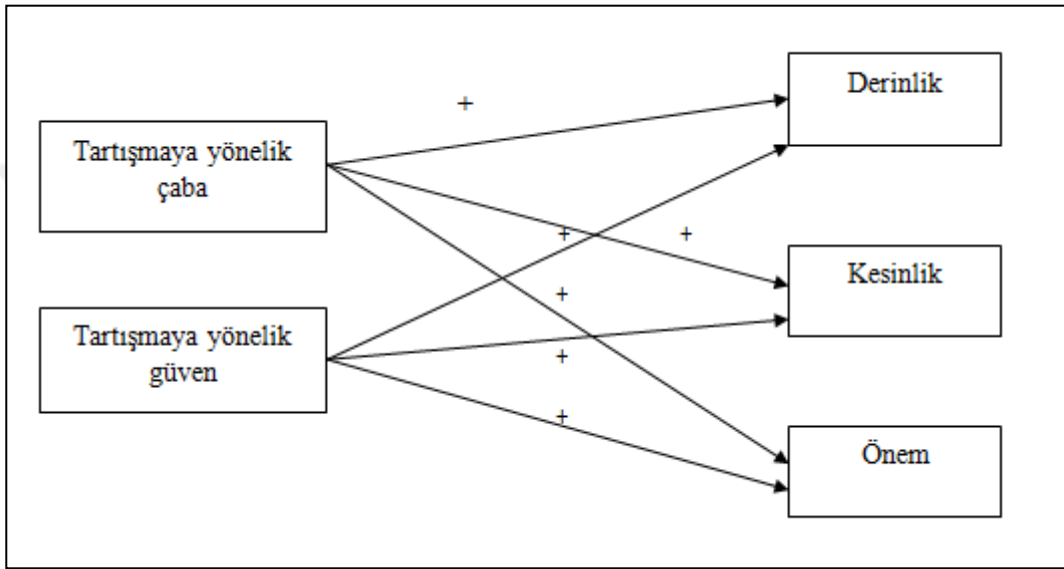 +
Derinlik
Tartışmaya yönelik
çaba
+
+
Kesinlik
+
Tartışmaya yönelik
güven
+
+
Önem